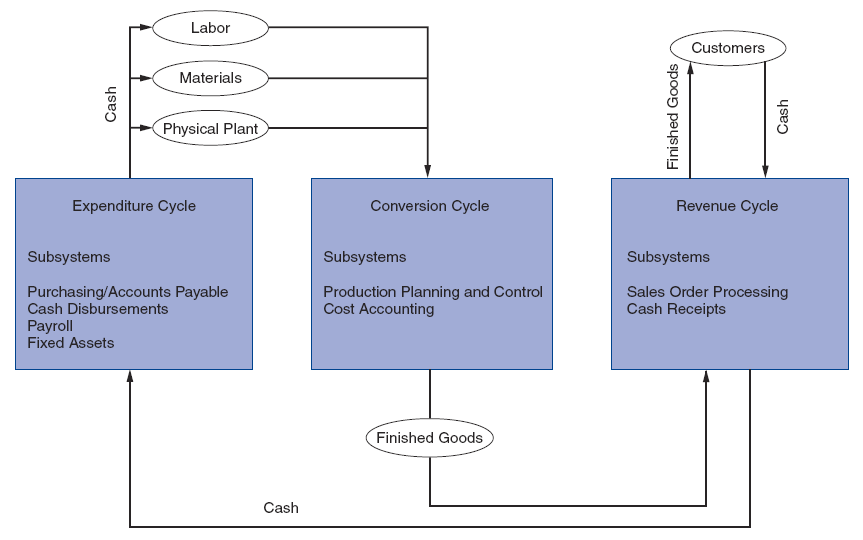 Labor
Materials
Physical Plant
Cash
Customers
Finished Goods
Cash
Expenditure Cycle
Subsystems
Purchasing/Accounts Payable
Cash Disbursements
Payroll
Fixed Assets
Conversion Cycle
Subsystems
Production Planning and Control
Cost Accounting
Revenue Cycle
Subsystems
Sales Order Processing
Cash Receipts
Finished Goods
Cash